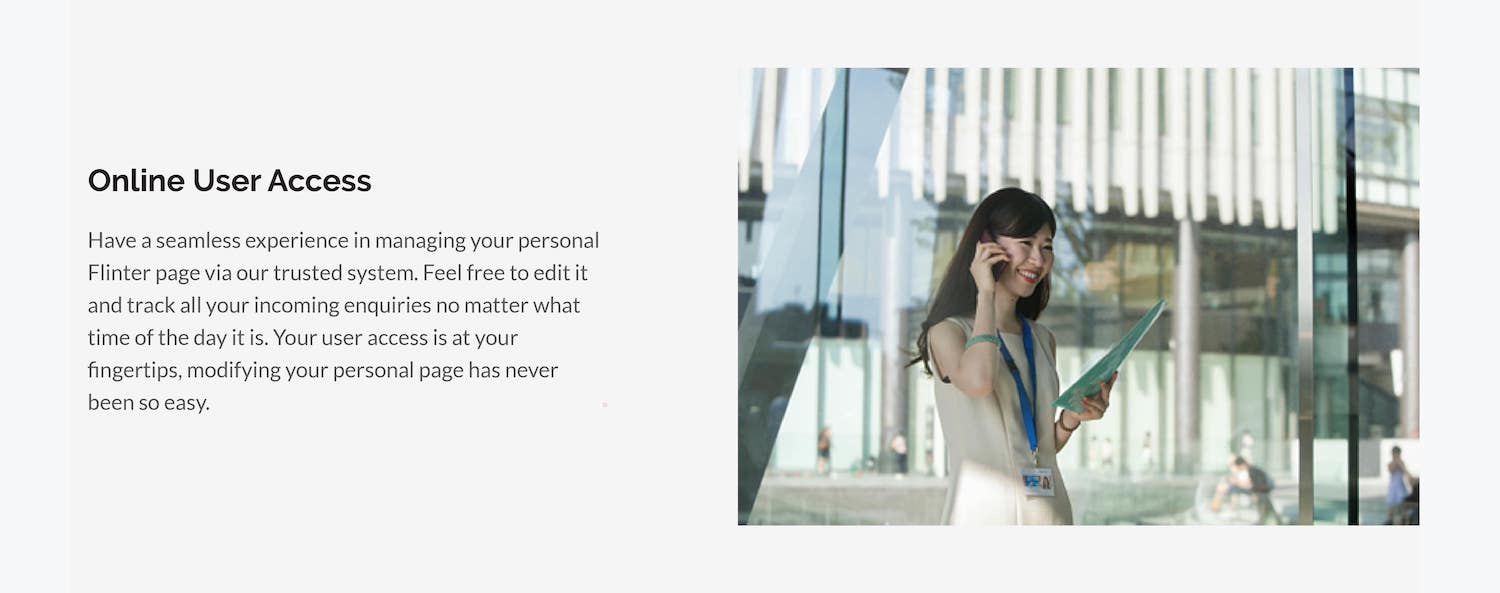 Online User Access
Have a seamless experience in managing your personal
Flinter page via our trusted system. Feel free to edit it
and track all your incoming enquiries no matter what
time of the day it is. Your user access is at your
fingertips, modifying your personal page has never
been so easy.